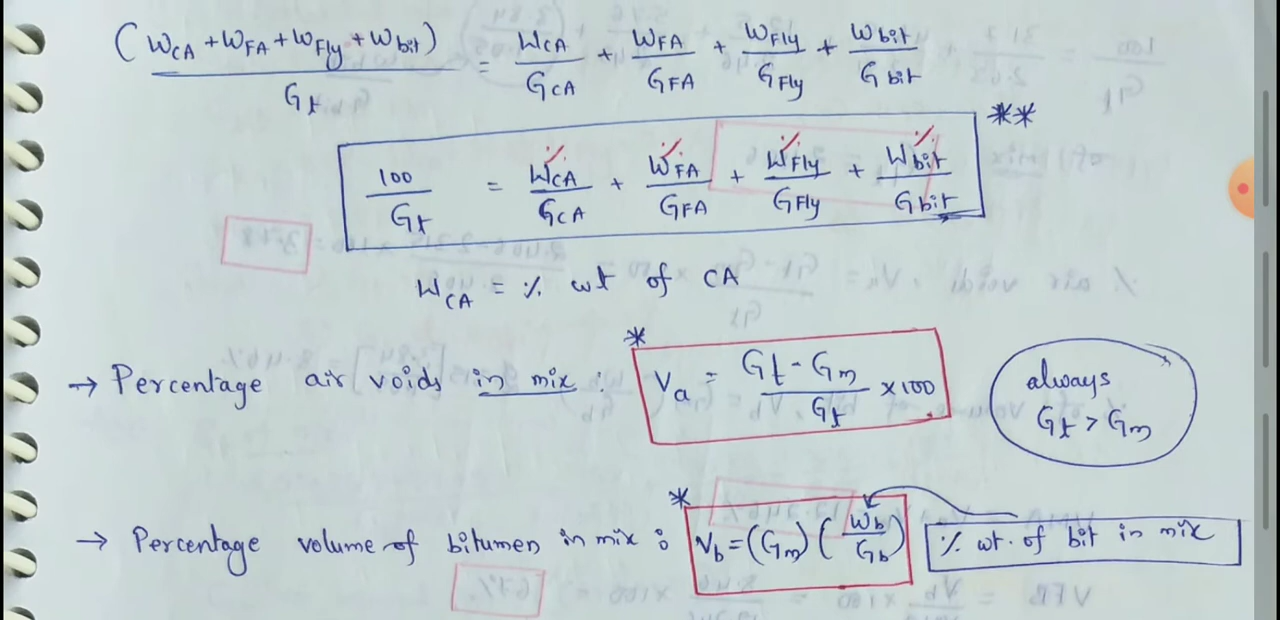 (W_CA + W_FA + W_Fly + W_bit) / G_t = W_CA / G_CA + W_FA / G_FA + W_Fly / G_Fly + W_bit / G_bit
**
% % % %
100 / G_t = W_CA / G_CA + W_FA / G_FA + W_Fly / G_Fly + W_bit / G_bit
W_CA = % wt of CA
*
→ Percentage air voids in mix : V_a = (G_t - G_m) / G_t × 100
always
G_t > G_m
*
→ Percentage volume of bitumen in mix : V_b = (G_m) (W_b / G_b) % wt. of bit in mix